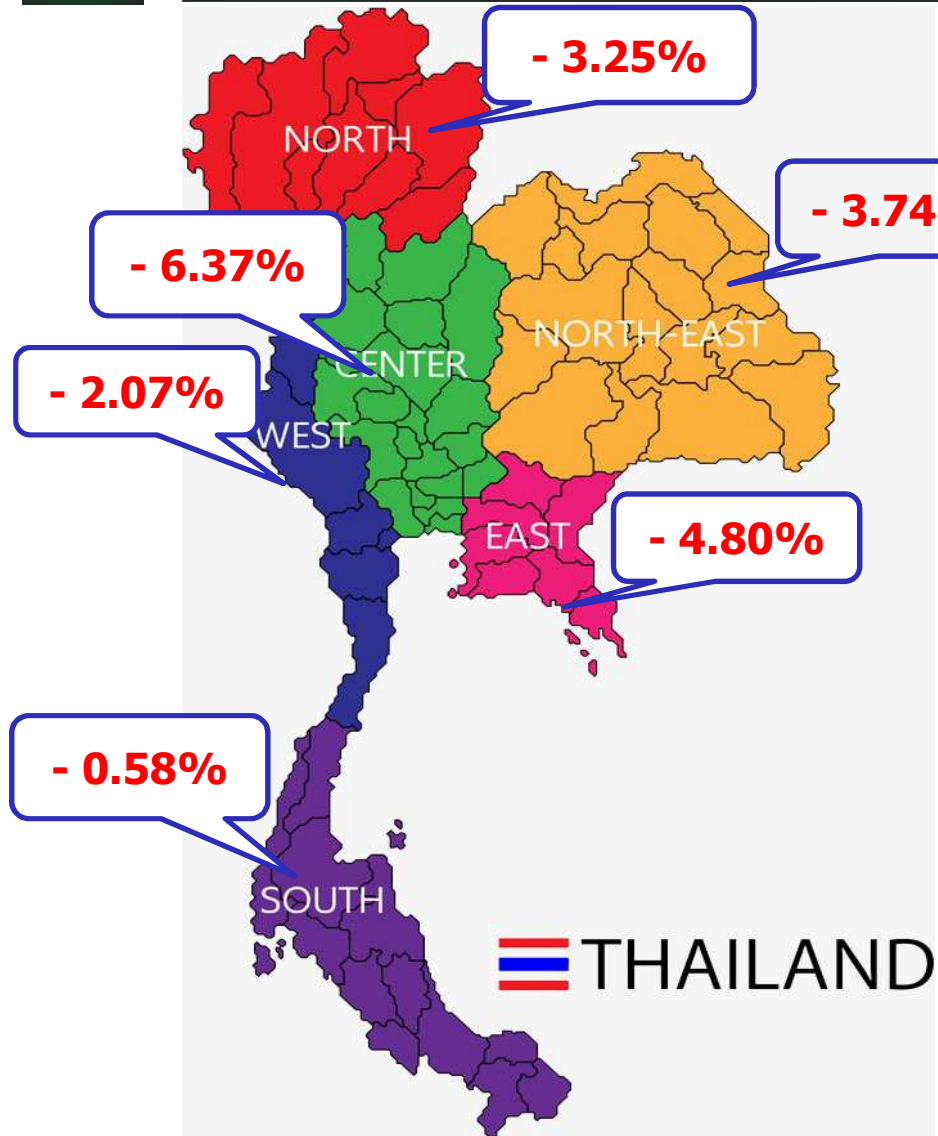 - 3.25%
NORTH
- 3.74
- 6.37%
NORTH-EAST
CENTER
- 2.07%
WEST
EAST
- 4.80%
- 0.58%
SOUTH
THAILAND